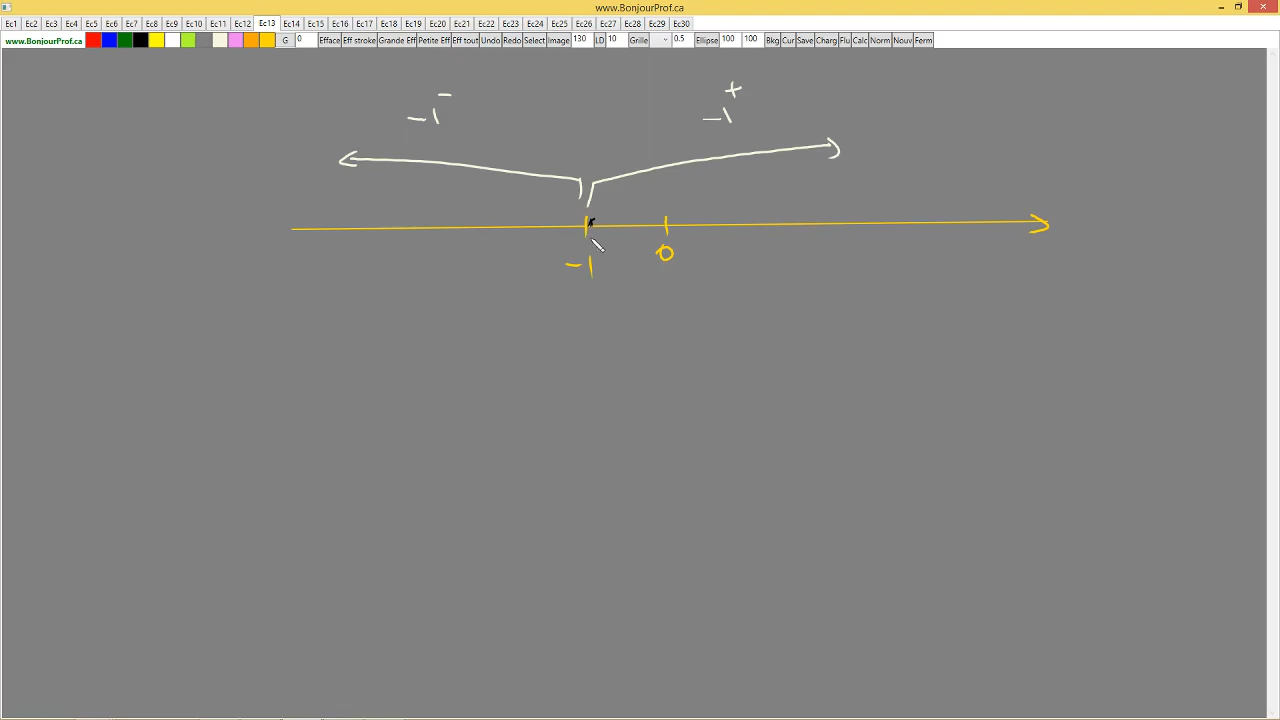 www.BonjourProf.ca
Ec1 Ec2 Ec3 Ec4 Ec5 Ec6 Ec7 Ec8 Ec9 Ec10 Ec11 Ec12 Ec13 Ec14 Ec15 Ec16 Ec17 Ec18 Ec19 Ec20 Ec21 Ec22 Ec23 Ec24 Ec25 Ec26 Ec27 Ec28 Ec29 Ec30
www.BonjourProf.ca G 0 Efface Eff stroke Grande Eff Petite Eff Eff tout Undo Redo Select Image 130 LD 10 Grille 0.5 Ellipse 100 100 Bkg Cur Save Charg Flu Calc Norm Nouv Ferm
-1⁻ -1⁺
-1 0